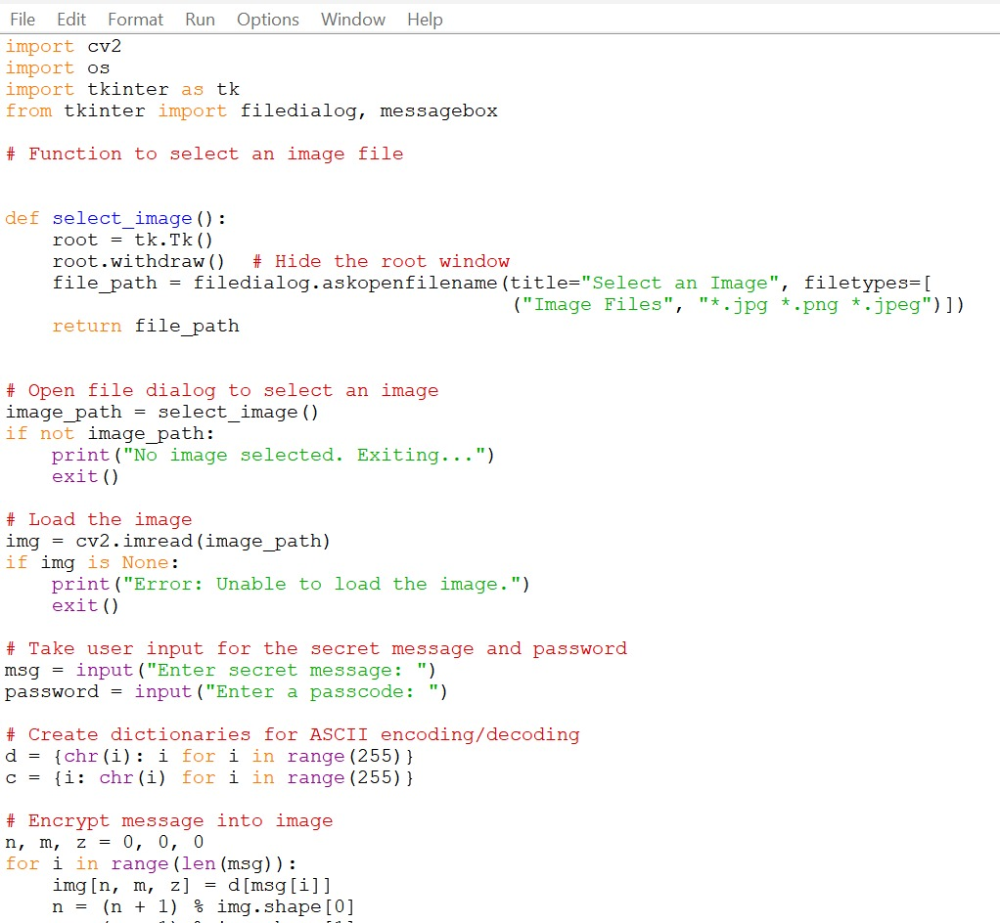 File Edit Format Run Options Window Help
import cv2
import os
import tkinter as tk
from tkinter import filedialog, messagebox
# Function to select an image file
def select_image():
    root = tk.Tk()
    root.withdraw()  # Hide the root window
    file_path = filedialog.askopenfilename(title="Select an Image", filetypes=[
                                           ("Image Files", "*.jpg *.png *.jpeg")])
    return file_path
# Open file dialog to select an image
image_path = select_image()
if not image_path:
    print("No image selected. Exiting...")
    exit()
# Load the image
img = cv2.imread(image_path)
if img is None:
    print("Error: Unable to load the image.")
    exit()
# Take user input for the secret message and password
msg = input("Enter secret message: ")
password = input("Enter a passcode: ")
# Create dictionaries for ASCII encoding/decoding
d = {chr(i): i for i in range(255)}
c = {i: chr(i) for i in range(255)}
# Encrypt message into image
n, m, z = 0, 0, 0
for i in range(len(msg)):
    img[n, m, z] = d[msg[i]]
    n = (n + 1) % img.shape[0]